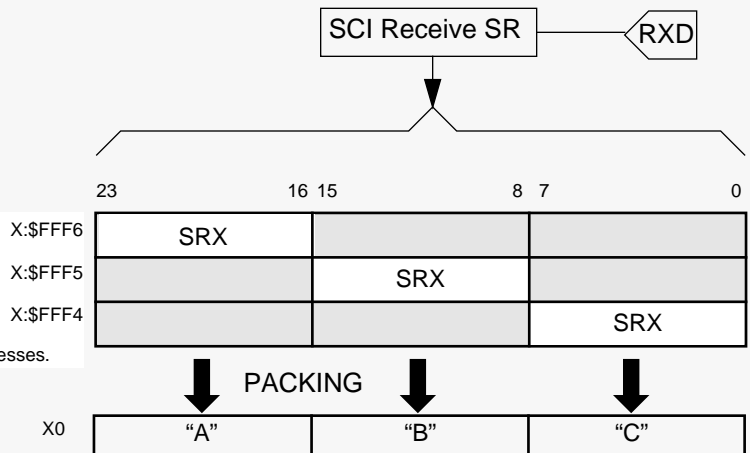 SCI Receive SR
RXD
23 16 15 8 7 0
X:$FFF6 SRX
X:$FFF5 SRX
X:$FFF4 SRX
esses.
PACKING
X0 “A” “B” “C”